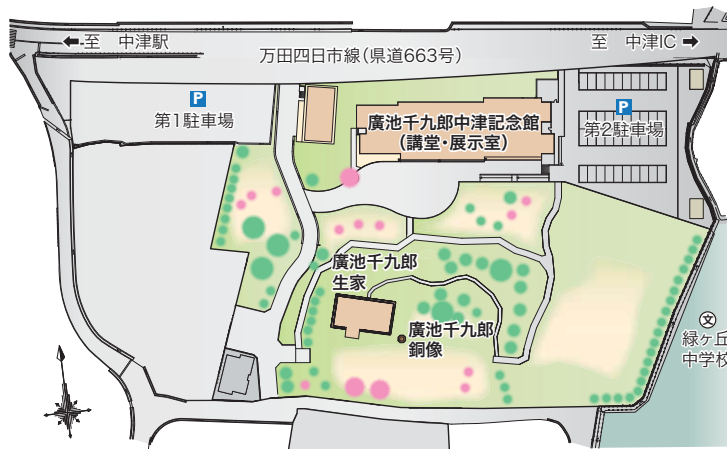 至 中津駅
万田四日市線(県道663号)
至 中津IC
P
第1駐車場
廣池千九郎中津記念館
(講堂・展示室)
P
第2駐車場
廣池千九郎
生家
廣池千九郎
銅像
文
緑ヶ丘
中学校